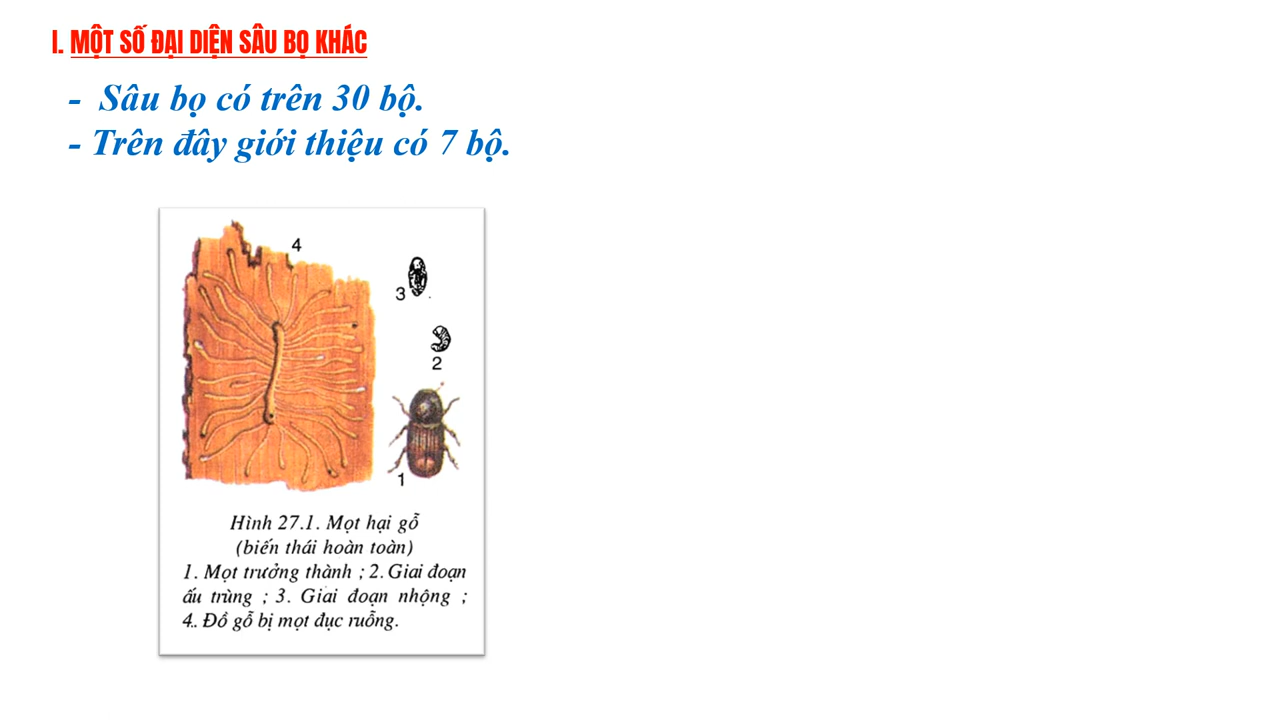 I. MỘT SỐ ĐẠI DIỆN SÂU BỌ KHÁC
- Sâu bọ có trên 30 bộ.
- Trên đây giới thiệu có 7 bộ.
4
3
2
1
Hình 27.1. Mọt hại gỗ
(biến thái hoàn toàn)
1. Mọt trưởng thành ; 2. Giai đoạn
ấu trùng ; 3. Giai đoạn nhộng ;
4. Đồ gỗ bị mọt đục ruỗng.